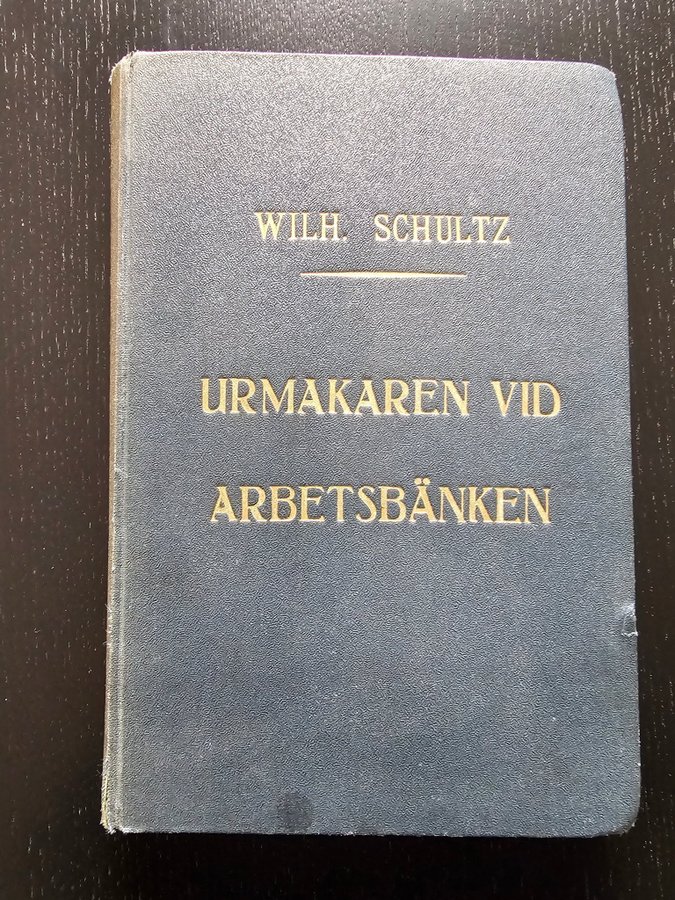 WILH. SCHULTZ
URMAKAREN VID
ARBETSBÄNKEN